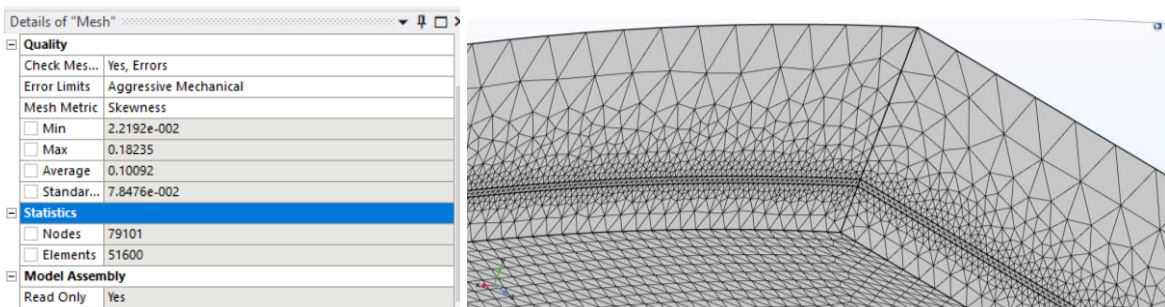 Details of "Mesh"
Quality
Check Mes... Yes, Errors
Error Limits Aggressive Mechanical
Mesh Metric Skewness
Min 2.2192e-002
Max 0.18235
Average 0.10092
Standar... 7.8476e-002
Statistics
Nodes 79101
Elements 51600
Model Assembly
Read Only Yes